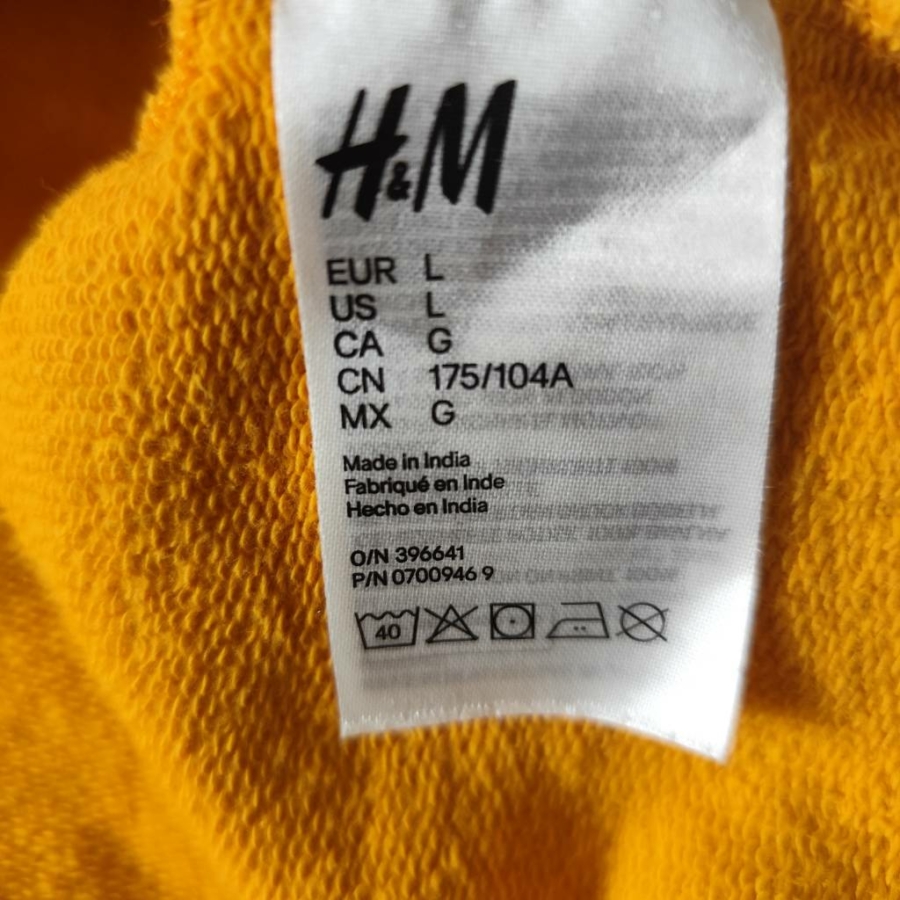 H&M
EUR L
US L
CA G
CN 175/104A
MX G
Made in India
Fabriqué en Inde
Hecho en India
O/N 396641
P/N 0700946 9
40